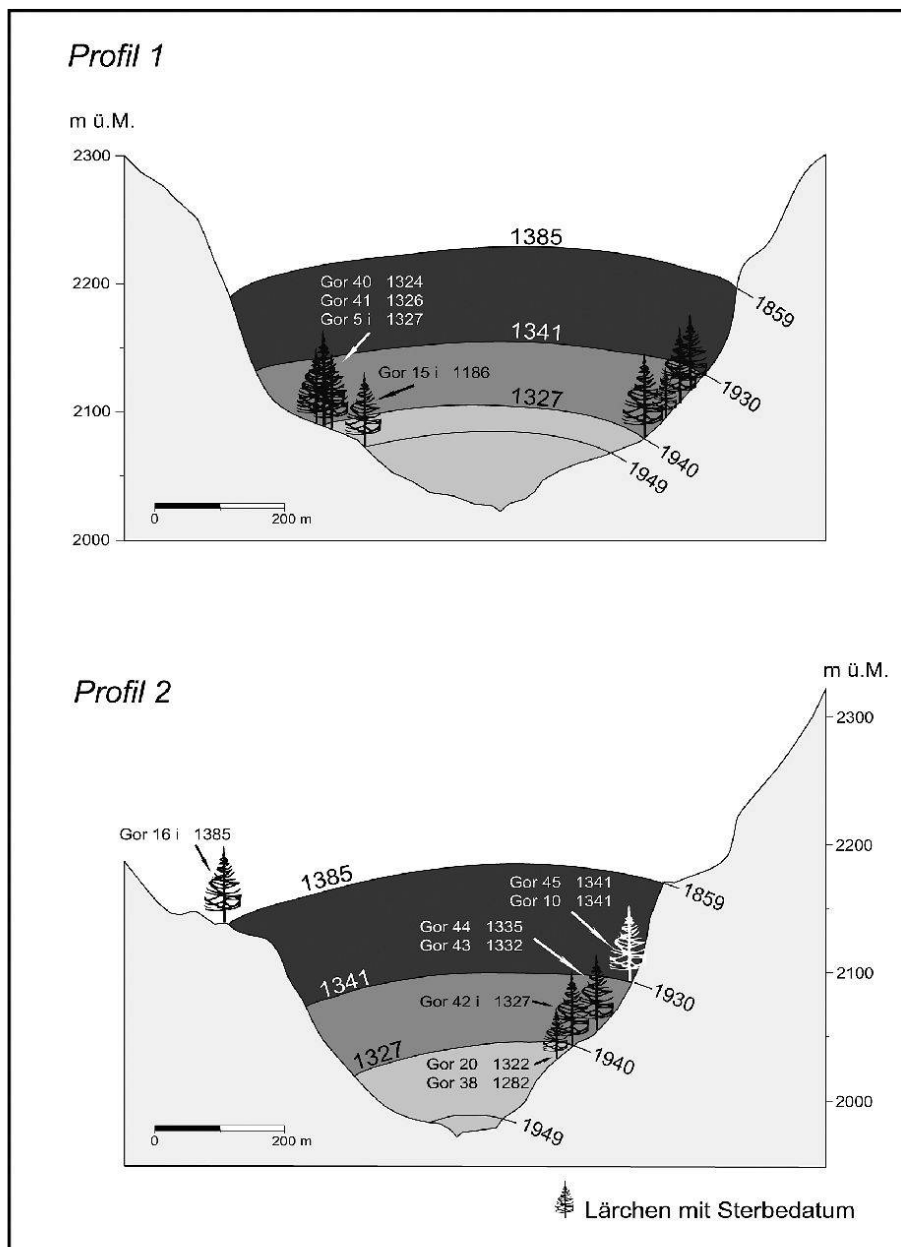 Profil 1
m ü.M.
2300
2200
2100
2000
1385
1859
Gor 40 1324
Gor 41 1326
Gor 5 i 1327
1341
Gor 15 i 1186
1930
1327
1940
1949
0 200 m
Profil 2
m ü.M.
2300
2200
2100
2000
Gor 16 i 1385
1385
1859
Gor 45 1341
Gor 10 1341
Gor 44 1335
Gor 43 1332
1341
1930
Gor 42 i 1327
1327
1940
Gor 20 1322
Gor 38 1282
1949
0 200 m
Lärchen mit Sterbedatum